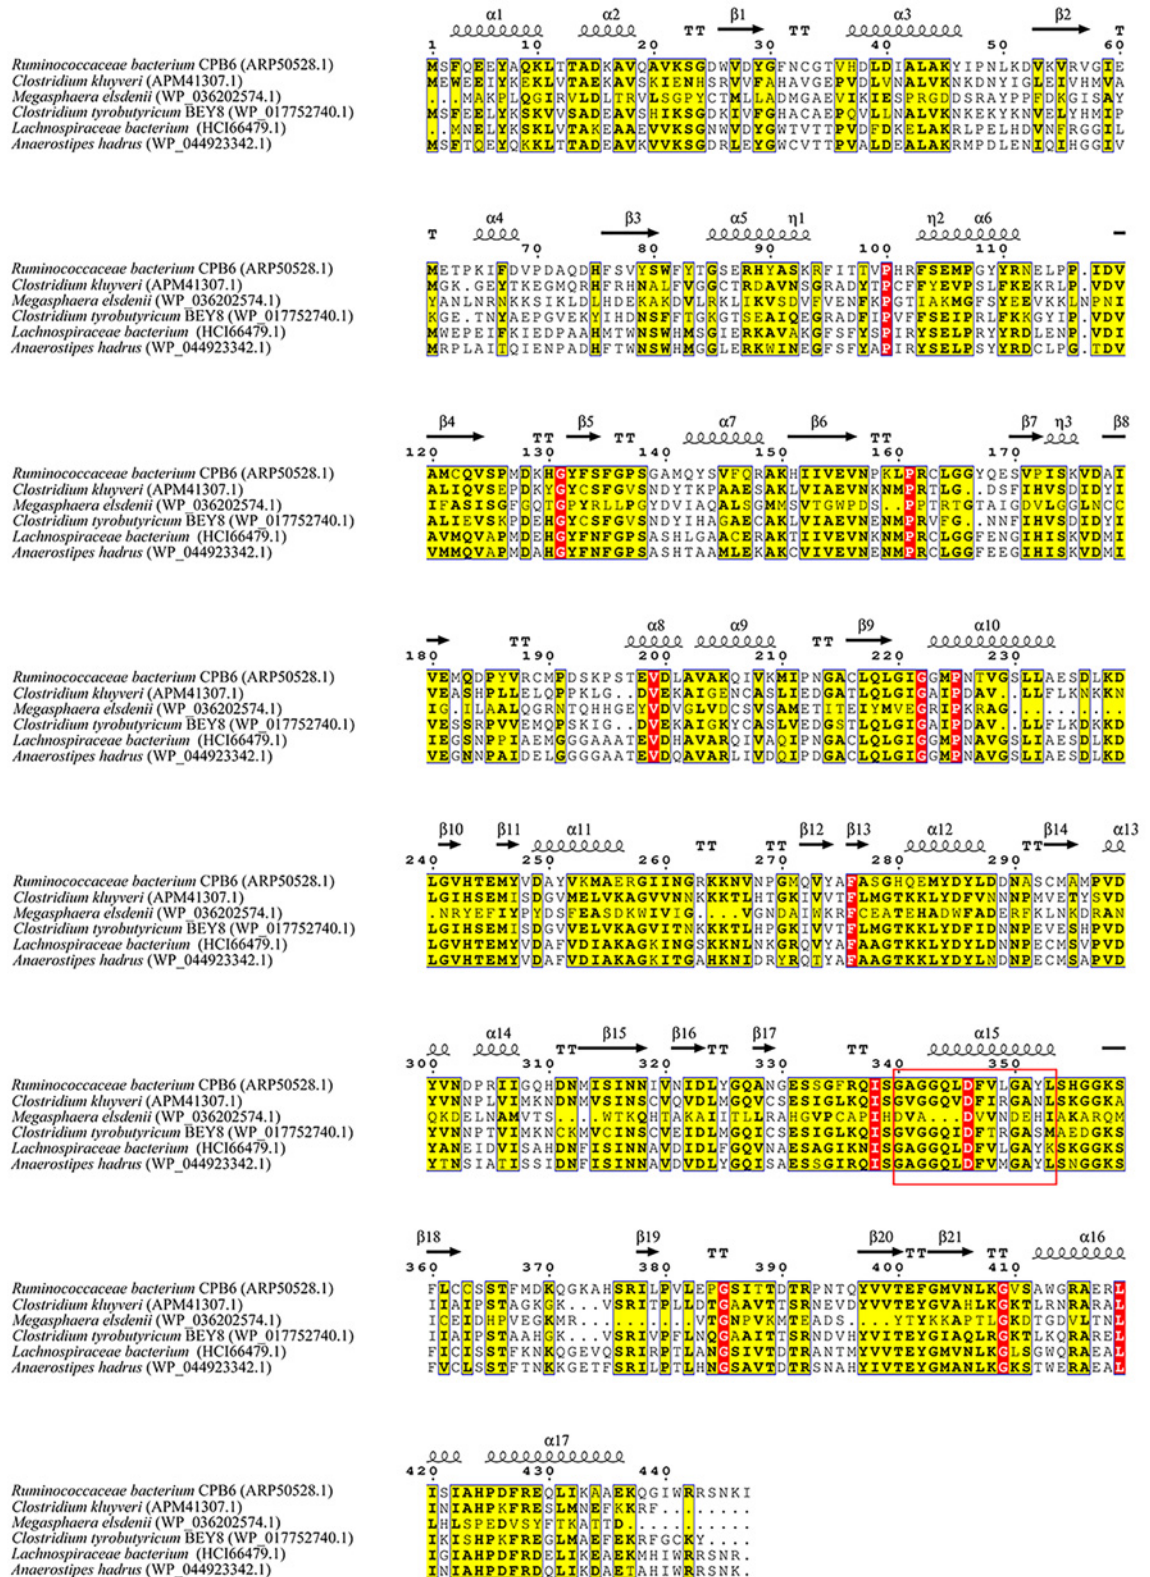 α1 α2 TT β1 TT α3 β2 T
1 10 20 30 40 50 60
Ruminococcaceae bacterium CPB6 (ARP50528.1) MSFQEEYAQKLTTADKAVQAVKSGDWVDYGFNCGTVHDLDIALAKYIPNLKDVKVRVGIE
Clostridium kluyveri (APM41307.1) MEWEEIYKEKLVTAEKAVSKIENHSRVVFAHAVGEPVDLVNALVKNKDNYIGLEIVHMVA
Megasphaera elsdenii (WP_036202574.1) ..MAKPLQGIRVLDLTRVLSGPYCTMLLADMGAEVIKIESPRGDDSRAYPPFDKGISAY
Clostridium tyrobutyricum BEY8 (WP_017752740.1) MSFEELYKSKVVSADEAVSHIKSGDKIVFGHACAEPQVLLNALVKNKEKYKNVELYHMIP
Lachnospiraceae bacterium (HCI66479.1) ..MNELYKSKLVTAKEAAEVVKSGNWVDYGWTVTTPVDFDKELAKRLPELHDVNFRGGIL
Anaerostipes hadrus (WP_044923342.1) MSFTQEYQKKLTTADEAVKVVKSGDRLEYGWCVTTPVALDEALAKRMPDLENIQIHGGIV
T α4 β3 α5 η1 η2 α6
70 80 90 100 110
Ruminococcaceae bacterium CPB6 (ARP50528.1) METPKIFDVPDAQDHFSVYSWFYTGSERHYASKRFITTVPHRFSEMPGYYRNELPP.IDV
Clostridium kluyveri (APM41307.1) MGK.GEYTKEGMQRHFRHNALFVGGCTRDAVNSGRADYTPCFFYEVPSLFKEKRLP.VDV
Megasphaera elsdenii (WP_036202574.1) YANLNRNKKSIKLDLHDEKAKDVLRKLIKVSDVFVENFKPGTIAKMGFSYEEVKKLNPNI
Clostridium tyrobutyricum BEY8 (WP_017752740.1) KGE.TNYAEPGVEKYIHDNSFFTGKGTSEAIQEGRADFIPVFFSEIPRLFKKGYIP.VDV
Lachnospiraceae bacterium (HCI66479.1) MWEPEIFKIEDPAAHMTWNSWHMSGIERKAVAKGFSFYSPIRYSELPRYYRDLENP.VDI
Anaerostipes hadrus (WP_044923342.1) MRPLAITQIENPADHFTWNSWHMGGLERKWINEGFSFYAPIRYSELPSYYRDCLPG.TDV
β4 TT β5 TT α7 β6 TT β7 η3 β8
120 130 140 150 160 170
Ruminococcaceae bacterium CPB6 (ARP50528.1) AMCQVSPMDKHGYFSFGPSGAMQYSVFQRAKHIIVEVNPKLPRCLGGYQESVPISKVDAI
Clostridium kluyveri (APM41307.1) ALIQVSEPDKYGYCSFGVSNDYTKPAAESAKLVIAEVNKNMPRTLG..DSFIHVSDIDYI
Megasphaera elsdenii (WP_036202574.1) IFASISGFGQTGPYRLLPGYDVIAQALSGMMSVTGWPDS..PPTRTGTAIGDVLGGLNCC
Clostridium tyrobutyricum BEY8 (WP_017752740.1) ALIEVSKPDEHGYCSFGVSNDYIHAGAECAKLVIAEVNENMPRVFG..NNFIHVSDIDYI
Lachnospiraceae bacterium (HCI66479.1) AVMQVAPMDEHGYFNFGPSASHLGAACERAKTIIVEVNKNMPRCLGGFENGIHISKVDMI
Anaerostipes hadrus (WP_044923342.1) VMMQVAPMDAHGYFNFGPSASHTAAMLEKAKCVIVEVNENMPRCLGGFEEGIHISKVDMI
TT α8 α9 TT β9 α10
180 190 200 210 220 230
Ruminococcaceae bacterium CPB6 (ARP50528.1) VEMQDPYVRCMPDSKPSTEVDLAVAKQIVKMIPNGACLQLGIGGMPNTVGSLLAESDLKD
Clostridium kluyveri (APM41307.1) VEASHPLLELQPPKLG..DVEKAIGENCASLIEDGATLQLGIGAIPDAV..LLFLKNKKN
Megasphaera elsdenii (WP_036202574.1) IG.ILAALQGRNTQHHGEYVDVGLVDCSVSAMETITEIYMVEGRIPKRAG..........
Clostridium tyrobutyricum BEY8 (WP_017752740.1) VESSRPVVEMQPSKIG..DVEKAIGKYCASLVEDGSTLQLGIGAIPDAV..LLFLKDKKD
Lachnospiraceae bacterium (HCI66479.1) IEGSNPPIAEMGGGAAATEVDHAVARQIVAQIPNGACLQLGIGGMPNAVGSLIAESDLKD
Anaerostipes hadrus (WP_044923342.1) VEGNNPAIDELGGGGAATEVDQAVARLIVDQIPDGACLQLGIGGMPNAVGSLIAESDLKD
β10 β11 α11 TT TT β12 β13 α12 TT β14 α13
240 250 260 270 280 290
Ruminococcaceae bacterium CPB6 (ARP50528.1) LGVHTEMYVDAYVKMAERGIINGRKKNVNPGMQVYAFASGHQEMYDYLDDNASCMAMPVD
Clostridium kluyveri (APM41307.1) LGIHSEMISDGVMELVKAGVVNNKKKTLHTGKIVVTFLMGTKKLYDFVNNNPMVETYSVD
Megasphaera elsdenii (WP_036202574.1) .NRYEFIYPYDSFEASDKWIVIG...VGNDAIWKRFCEATEHADWFADERFKLNKDRAN
Clostridium tyrobutyricum BEY8 (WP_017752740.1) LGIHSEMISDGVVELVKAGVITNKKKTLHPGKIVVTFLMGTKKLYDFIDNNPEVESHPVD
Lachnospiraceae bacterium (HCI66479.1) LGVHTEMYVDAFVDIAKAGKINGSKKNLNKGRQVYAFAAGTKKLYDYLDNNPECMSVPVD
Anaerostipes hadrus (WP_044923342.1) LGVHTEMYVDAFVDIAKAGKITGAHKNIDRYRQTYAFAAGTKKLYDYLNDNPECMSAPVD
α14 TT β15 β16 TT β17 TT α15
300 310 320 330 340 350
Ruminococcaceae bacterium CPB6 (ARP50528.1) YVNDPRIIGQHDNMISINNIVNIDLYGQANGESSGFRQISGAGGQLDFVLGAYLSHGGKS
Clostridium kluyveri (APM41307.1) YVNNPLVIMKNDNMVSINSCVQVDLMGQVCSESIGLKQISGVGGQVDFIRGANLSKGGKA
Megasphaera elsdenii (WP_036202574.1) QKDELNAMVTS...WTKQHTAKAIITLLRAHGVPCAPIHDVA...DVVNDEHIAKARQM
Clostridium tyrobutyricum BEY8 (WP_017752740.1) YVNNPTVIMKNCKMVCINSCVEIDLMGQICSESIGLKQISGVGGQIDFTRGASMAEDGKS
Lachnospiraceae bacterium (HCI66479.1) YANEIDVISAHDNFISINNAVDIDLFGQVNAESAGIKNISGAGGQLDFVLGAYKSKGGKS
Anaerostipes hadrus (WP_044923342.1) YTNSIATISSIDNFISINNAVDVDLYGQISAESSGIRQISGAGGQLDFVMGAYLSNGGKS
β18 β19 TT β20 TT β21 TT α16
360 370 380 390 400 410
Ruminococcaceae bacterium CPB6 (ARP50528.1) FLCCSSTFMDKQGKAHSRILPVLEPGSITTDTRPNTQYVVTEFGMVNLKGVSAWGRAERL
Clostridium kluyveri (APM41307.1) IIAIPSTAGKGK...VSRITPLLDTGAAVTTSRNEVDYVVTEYGVAHLKGKTLRNRARAL
Megasphaera elsdenii (WP_036202574.1) ICEIDHPVEGKMR.........VTGNPVKMTEADS...YTYKKAPTLGKDTGDVLTNL
Clostridium tyrobutyricum BEY8 (WP_017752740.1) IIAIPSTAAHGK...VSRIVPFLNQGAAITTSRNDVHYVITEYGIAQLRGKTLKQRAREL
Lachnospiraceae bacterium (HCI66479.1) FICISSTFKNKQGEVQSRIRPTLANGSIVTDTRANTMYIVTEYGMVNLKGLSGWQRAEAL
Anaerostipes hadrus (WP_044923342.1) FVCLSSTFTNKKGETFSRILPTLHNGSAVTDTRSNAHYIVTEYGMANLKGKSTWERAEAL
α17
420 430 440
Ruminococcaceae bacterium CPB6 (ARP50528.1) ISIAHPDFREQLIKAAEKQGIWRRSNKI
Clostridium kluyveri (APM41307.1) INIAHPKFRESLMNEFKKRF........
Megasphaera elsdenii (WP_036202574.1) LHLSPEDVSYFTKATTD...........
Clostridium tyrobutyricum BEY8 (WP_017752740.1) IKISHPKFREGLMAEFEKRFGCKY....
Lachnospiraceae bacterium (HCI66479.1) IGIAHPDFRDELIKEAEKMHIWRRSNR.
Anaerostipes hadrus (WP_044923342.1) INIAHPDFRDQLIKDAETAHIWRRSNK.